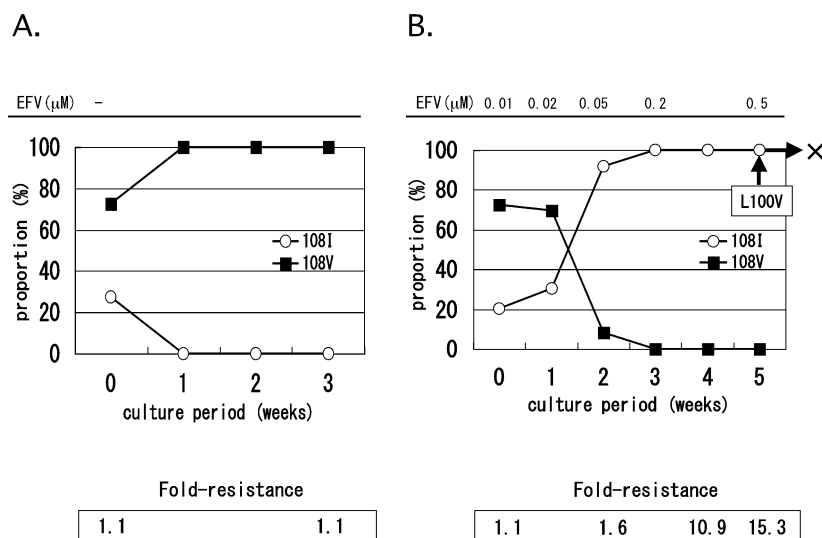 A.
EFV(μM) -
100
80
60
40
20
0
proportion (%)
108I
108V
0 1 2 3
culture period (weeks)
Fold-resistance
1.1 1.1
B.
EFV(μM) 0.01 0.02 0.05 0.2 0.5
100
80
60
40
20
0
proportion (%)
×
L100V
108I
108V
0 1 2 3 4 5
culture period (weeks)
Fold-resistance
1.1 1.6 10.9 15.3